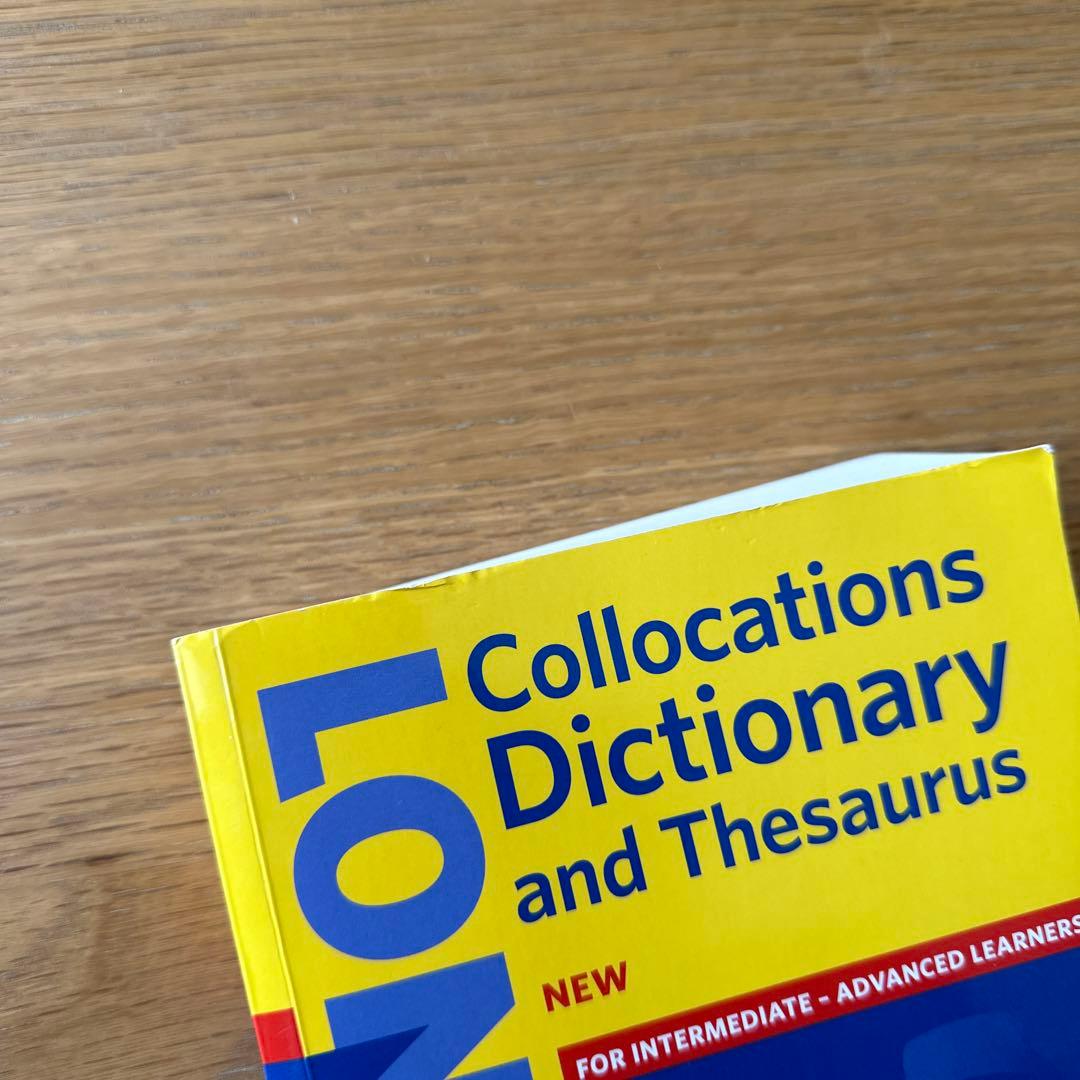 LON
Collocations
Dictionary
and Thesaurus
NEW
FOR INTERMEDIATE – ADVANCED LEARNERS